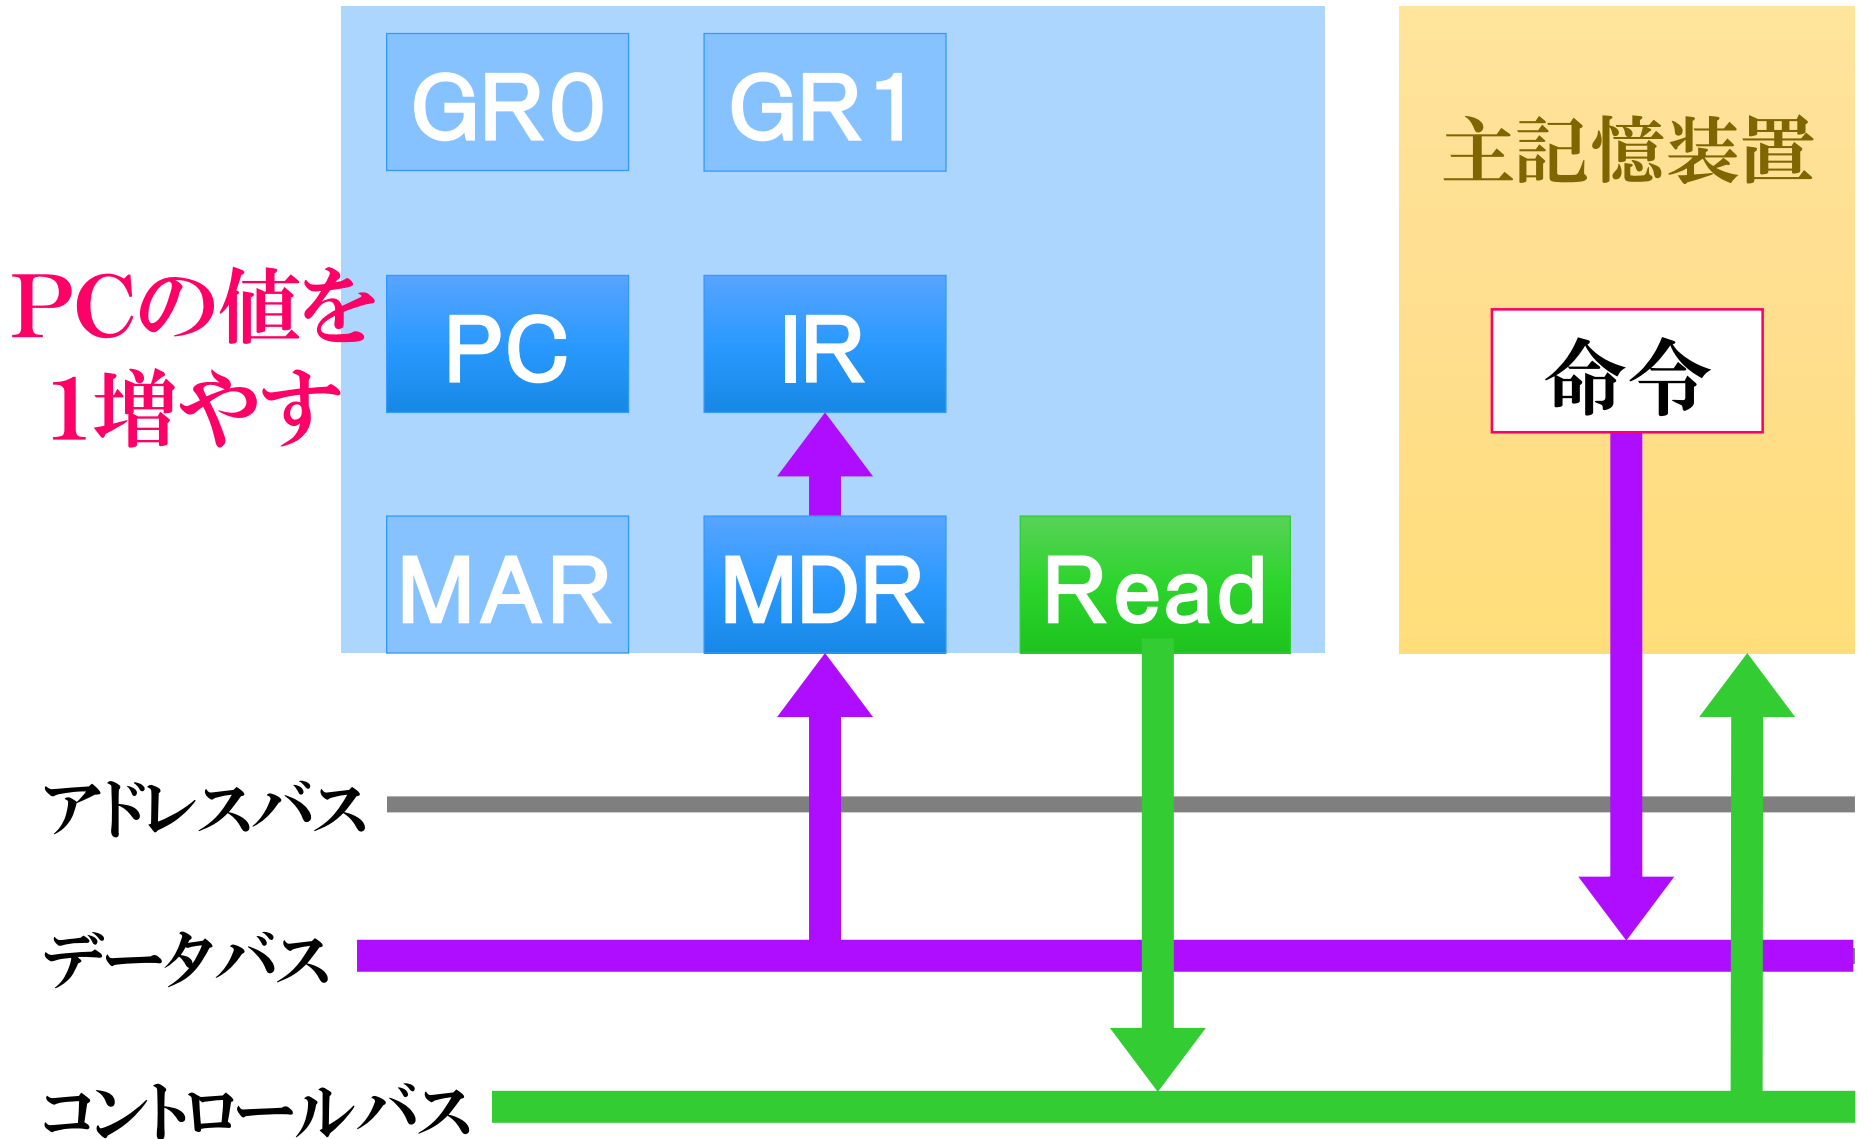 GR0
GR1
主記憶装置
PCの値を
1増やす
PC
IR
命令
MAR
MDR
Read
アドレスバス
データバス
コントロールバス